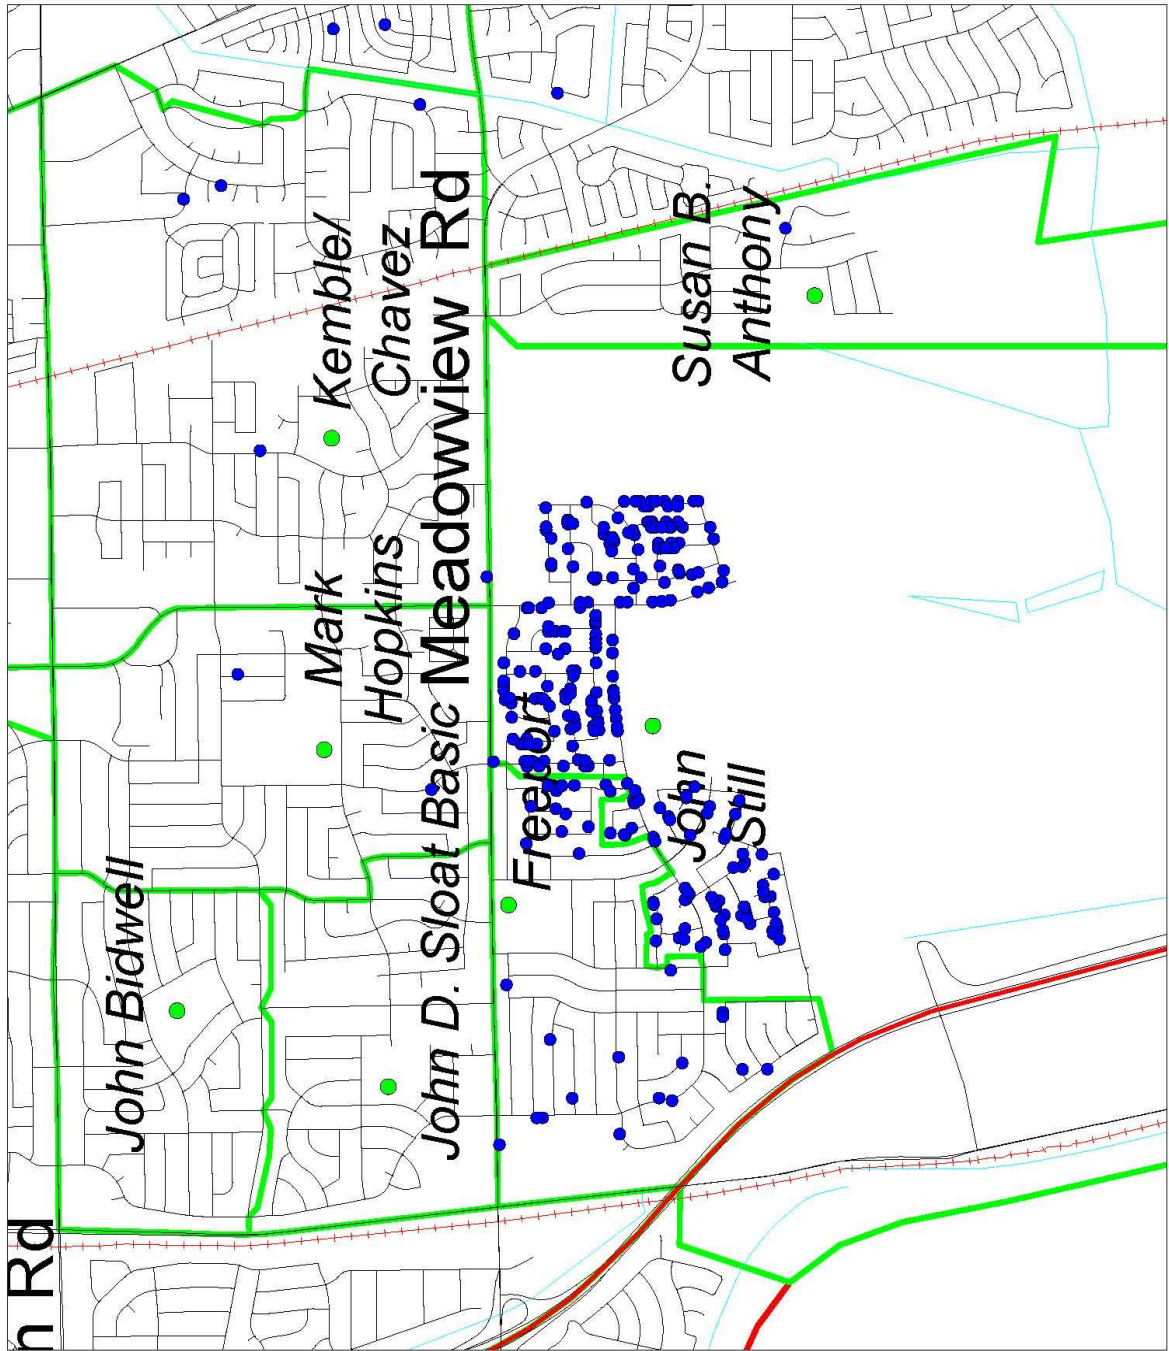 Kemble/
Chavez
Meadowview Rd
Susan B.
Anthony
Mark
Hopkins
John D. Sloat Basic
Freeport
John
Still
John Bidwell
n Rd